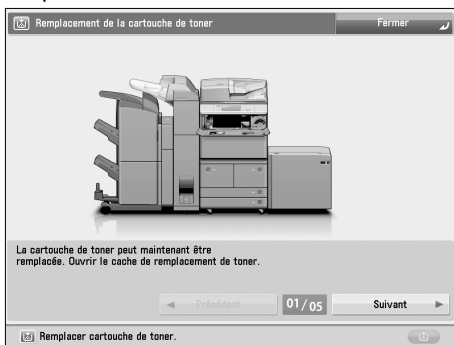 Remplacement de la cartouche de toner
Fermer
La cartouche de toner peut maintenant être
remplacée. Ouvrir le cache de remplacement de toner.
Précédent
01/05
Suivant
Remplacer cartouche de toner.